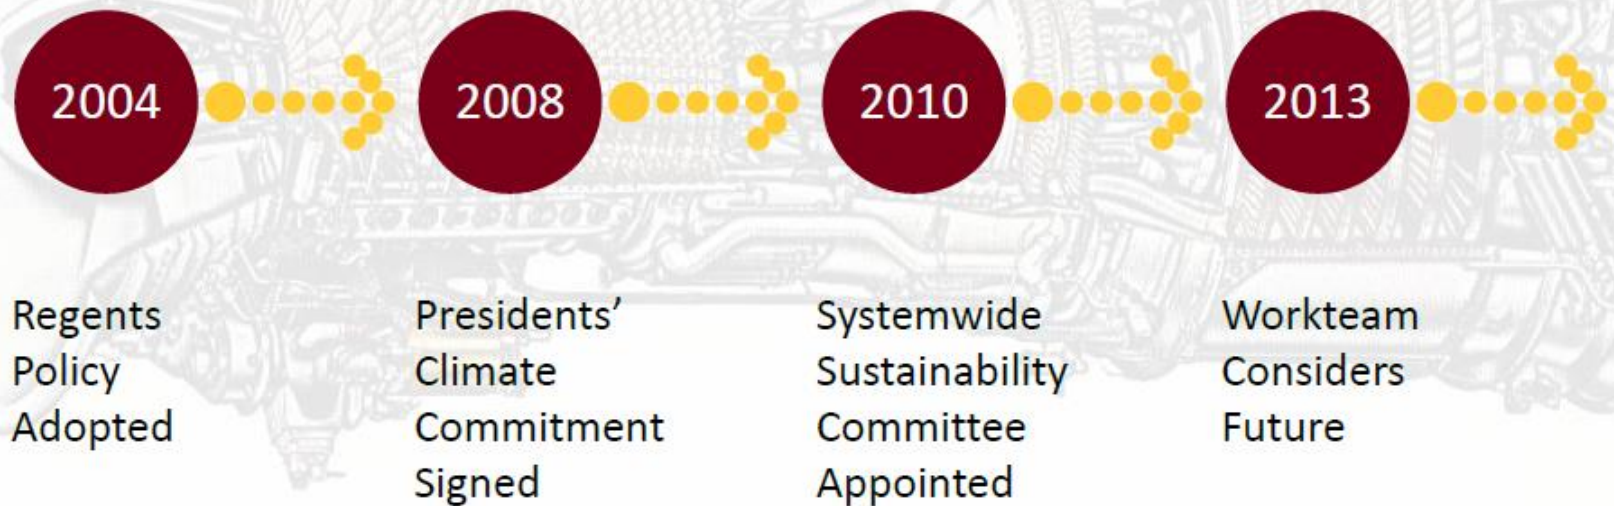 2004
2008
2010
2013
Regents
Policy
Adopted
Presidents’
Climate
Commitment
Signed
Systemwide
Sustainability
Committee
Appointed
Workteam
Considers
Future